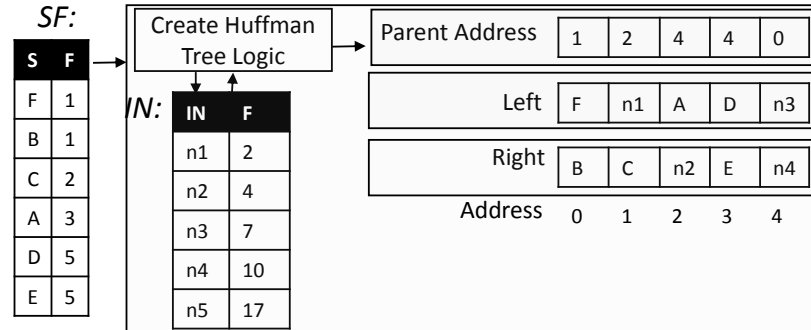 SF:
S F
F 1
B 1
C 2
A 3
D 5
E 5
Create Huffman
Tree Logic
IN:
IN F
n1 2
n2 4
n3 7
n4 10
n5 17
Parent Address 1 2 4 4 0
Left F n1 A D n3
Right B C n2 E n4
Address 0 1 2 3 4